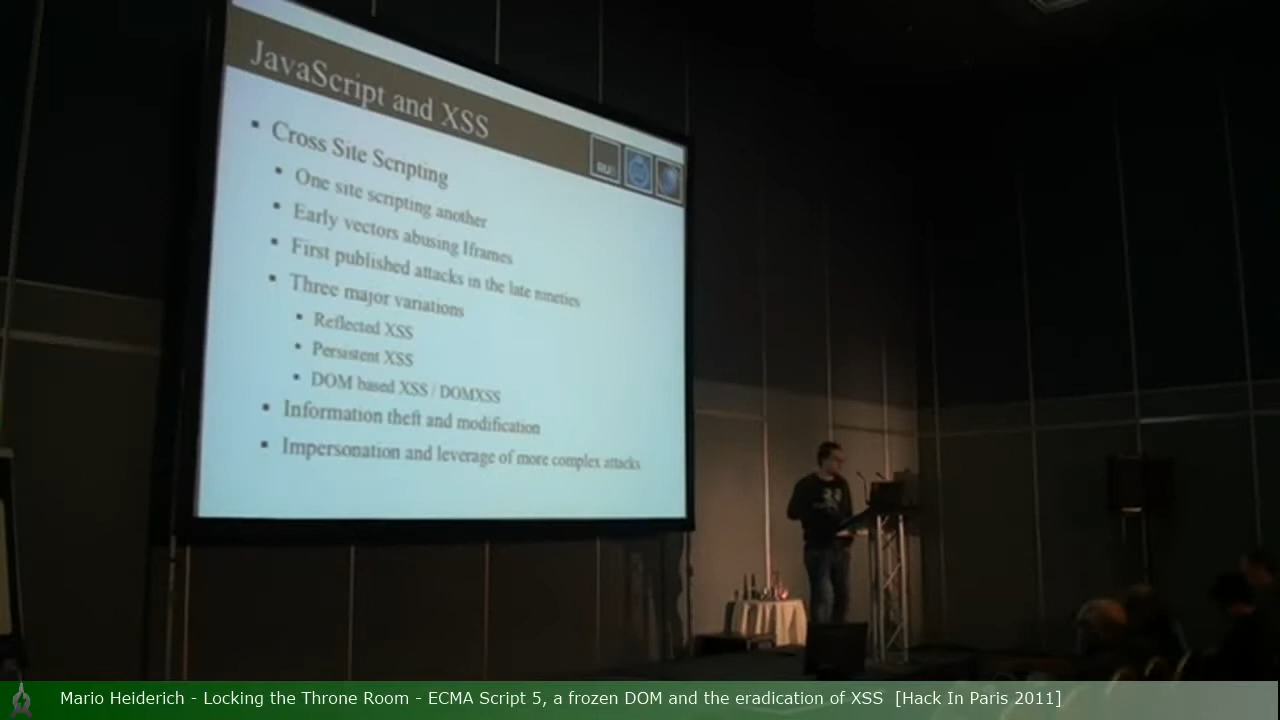 JavaScript and XSS
Cross Site Scripting
One site scripting another
Early vectors abusing Iframes
First published attacks in the late nineties
Three major variations
Reflected XSS
Persistent XSS
DOM based XSS / DOMXSS
Information theft and modification
Impersonation and leverage of more complex attacks
Mario Heiderich - Locking the Throne Room - ECMA Script 5, a frozen DOM and the eradication of XSS [Hack In Paris 2011]